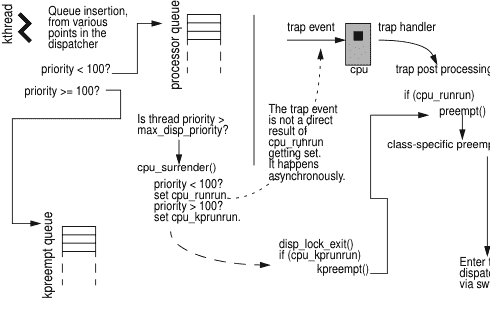 kthread
Queue insertion,
from various
points in the
dispatcher
priority < 100?
priority >= 100?
processor queue
kpreempt queue
Is thread priority >
max_disp_priority?
cpu_surrender()
priority < 100?
set cpu_runrun.
priority > 100?
set cpu_kprunrun.
trap event
cpu
trap handler
trap post processing
if (cpu_runrun)
preempt()
class-specific preemp
The trap event
is not a direct
result of
cpu_runrun
getting set.
It happens
asynchronously.
disp_lock_exit()
if (cpu_kprunrun)
kpreempt()
Enter t
dispat
via sw